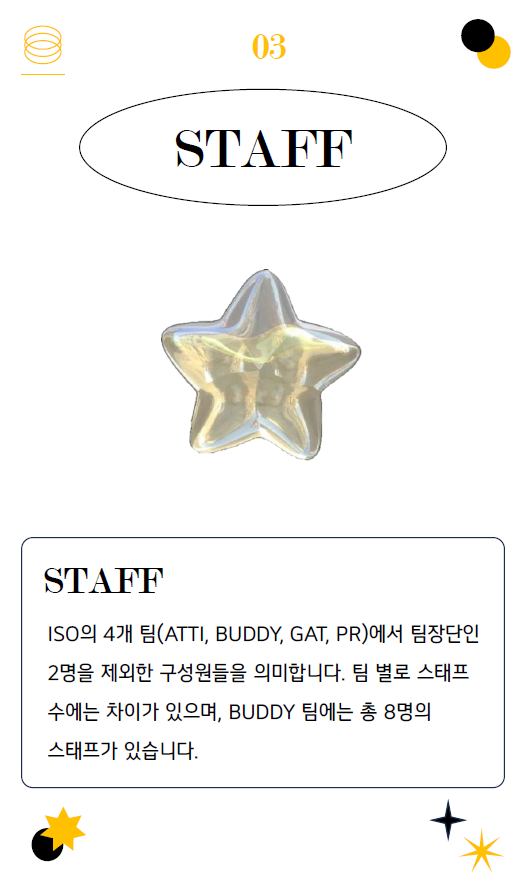 03
STAFF
STAFF
ISO의 4개 팀(ATTI, BUDDY, GAT, PR)에서 팀장단인
2명을 제외한 구성원들을 의미합니다. 팀 별로 스태프
수에는 차이가 있으며, BUDDY 팀에는 총 8명의
스태프가 있습니다.